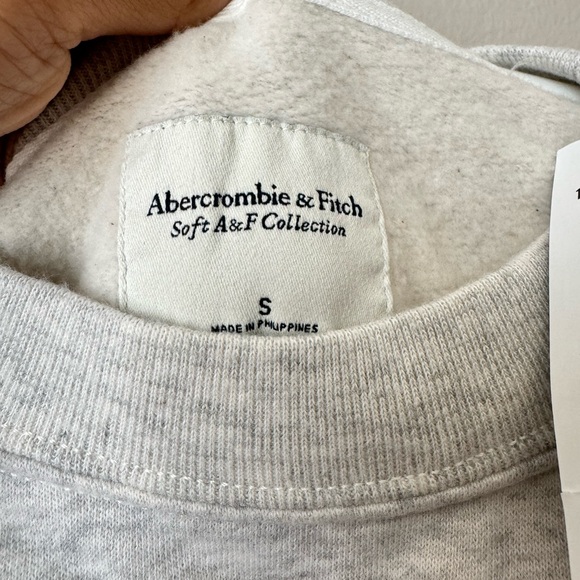 Abercrombie & Fitch
Soft A&F Collection
S
MADE IN PHILIPPINES